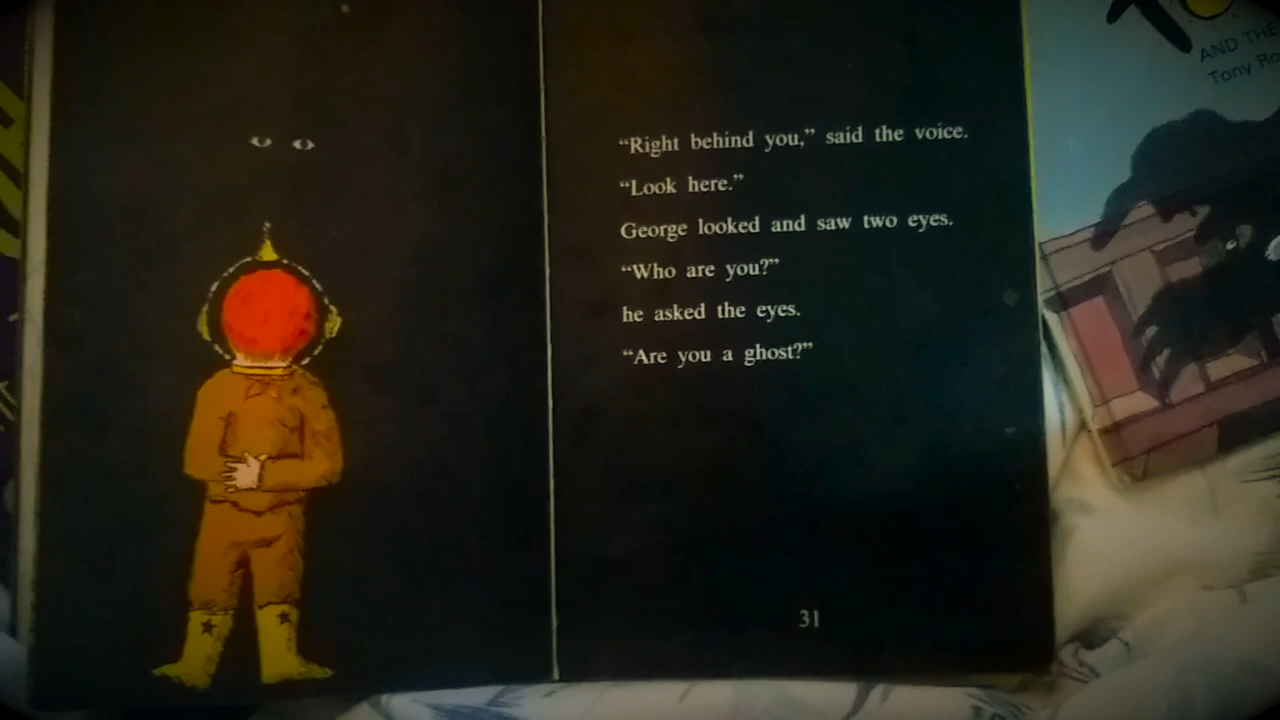 “Right behind you,” said the voice.
“Look here.”
George looked and saw two eyes.
“Who are you?”
he asked the eyes.
“Are you a ghost?”
31
AND THE
Tony